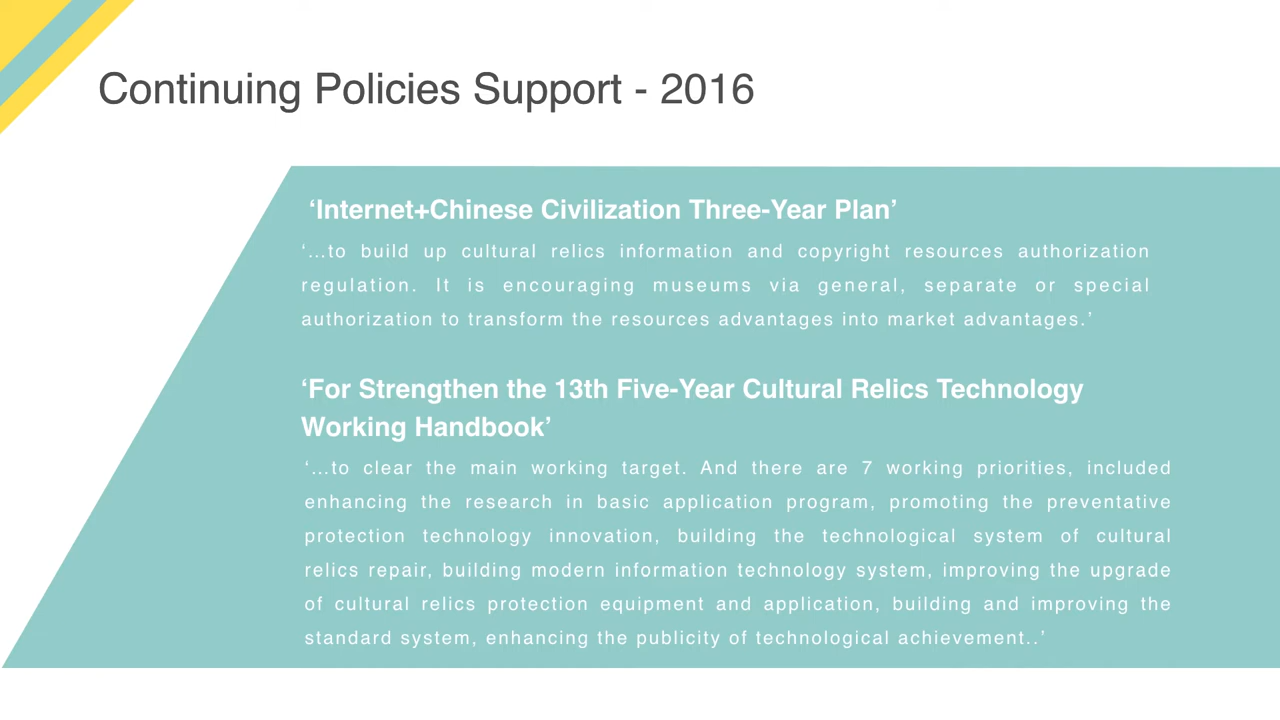 Continuing Policies Support - 2016
‘Internet+Chinese Civilization Three-Year Plan’
‘…to build up cultural relics information and copyright resources authorization
regulation. It is encouraging museums via general, separate or special
authorization to transform the resources advantages into market advantages.’
‘For Strengthen the 13th Five-Year Cultural Relics Technology
Working Handbook’
‘…to clear the main working target. And there are 7 working priorities, included
enhancing the research in basic application program, promoting the preventative
protection technology innovation, building the technological system of cultural
relics repair, building modern information technology system, improving the upgrade
of cultural relics protection equipment and application, building and improving the
standard system, enhancing the publicity of technological achievement..’